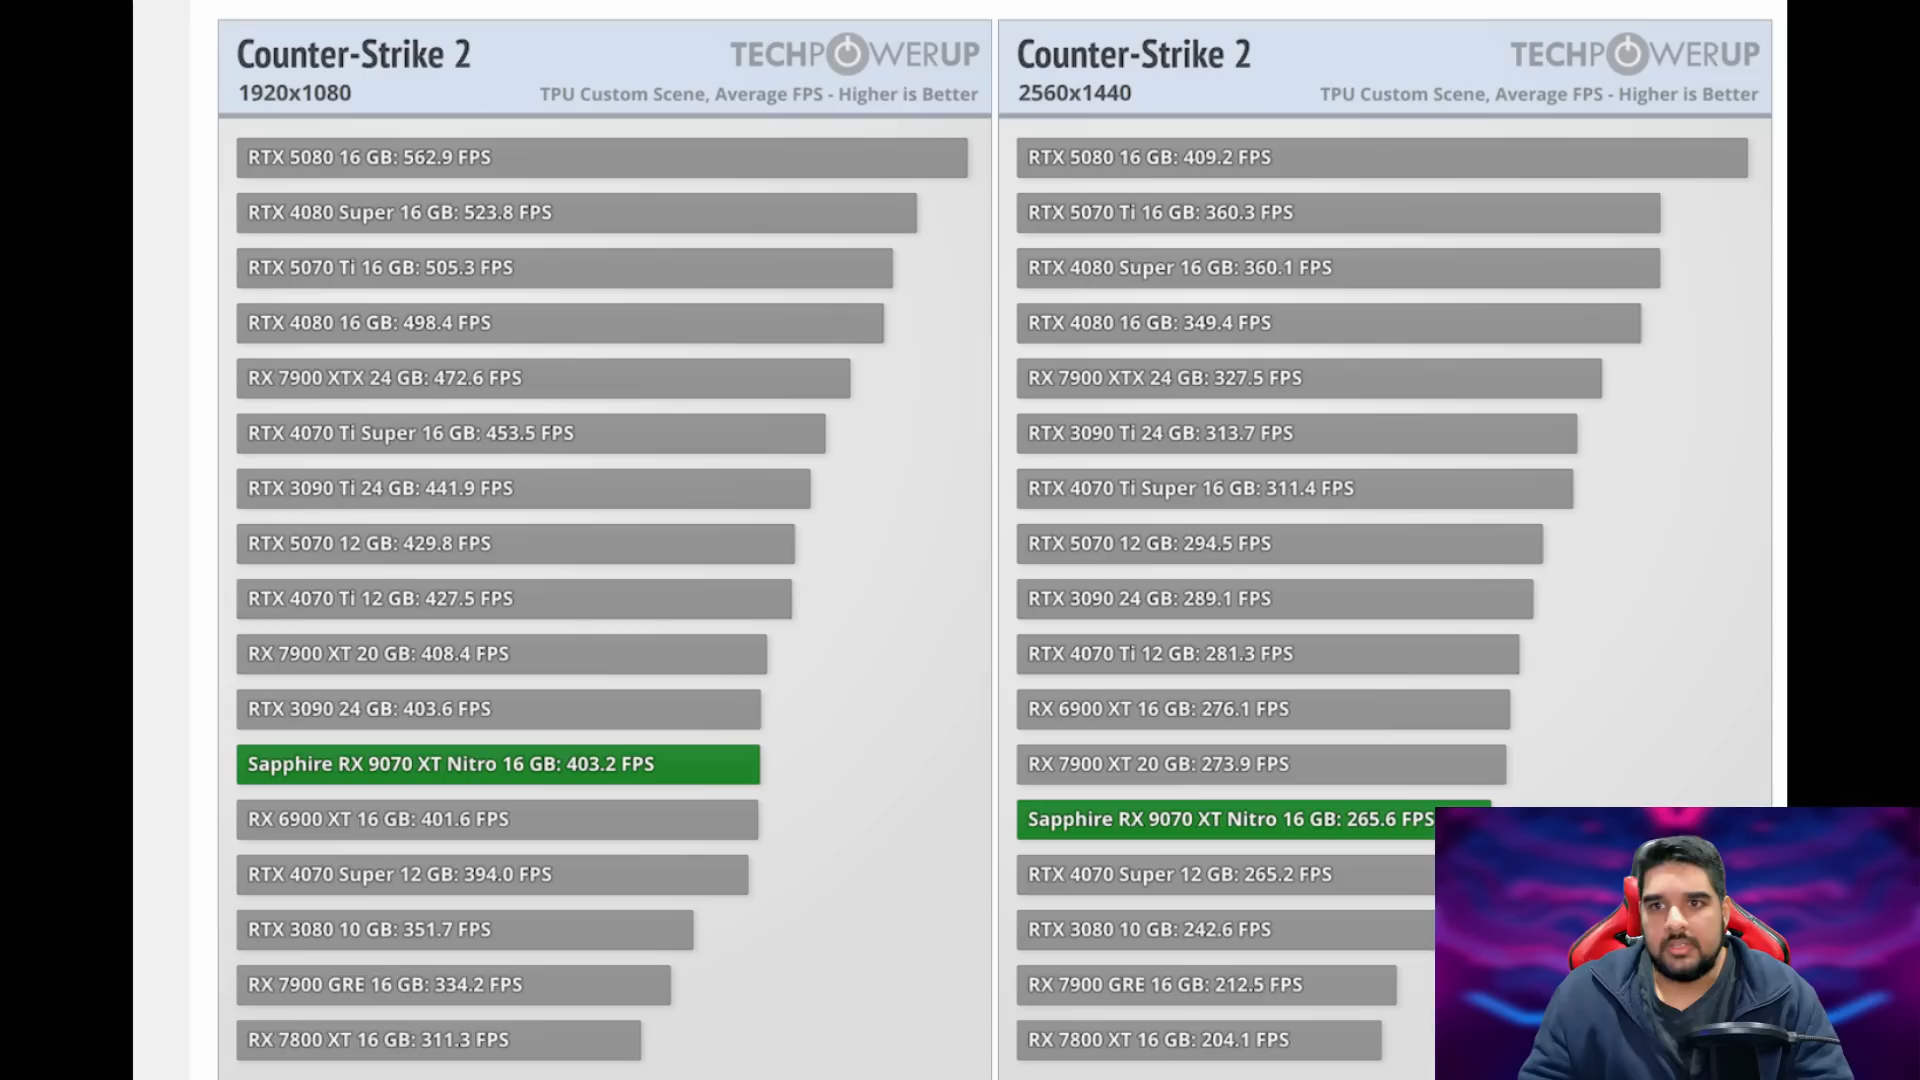 Counter-Strike 2
TECHPOWERUP
1920x1080
TPU Custom Scene, Average FPS - Higher is Better
RTX 5080 16 GB: 562.9 FPS
RTX 4080 Super 16 GB: 523.8 FPS
RTX 5070 Ti 16 GB: 505.3 FPS
RTX 4080 16 GB: 498.4 FPS
RX 7900 XTX 24 GB: 472.6 FPS
RTX 4070 Ti Super 16 GB: 453.5 FPS
RTX 3090 Ti 24 GB: 441.9 FPS
RTX 5070 12 GB: 429.8 FPS
RTX 4070 Ti 12 GB: 427.5 FPS
RX 7900 XT 20 GB: 408.4 FPS
RTX 3090 24 GB: 403.6 FPS
Sapphire RX 9070 XT Nitro 16 GB: 403.2 FPS
RX 6900 XT 16 GB: 401.6 FPS
RTX 4070 Super 12 GB: 394.0 FPS
RTX 3080 10 GB: 351.7 FPS
RX 7900 GRE 16 GB: 334.2 FPS
RX 7800 XT 16 GB: 311.3 FPS
Counter-Strike 2
TECHPOWERUP
2560x1440
TPU Custom Scene, Average FPS - Higher is Better
RTX 5080 16 GB: 409.2 FPS
RTX 5070 Ti 16 GB: 360.3 FPS
RTX 4080 Super 16 GB: 360.1 FPS
RTX 4080 16 GB: 349.4 FPS
RX 7900 XTX 24 GB: 327.5 FPS
RTX 3090 Ti 24 GB: 313.7 FPS
RTX 4070 Ti Super 16 GB: 311.4 FPS
RTX 5070 12 GB: 294.5 FPS
RTX 3090 24 GB: 289.1 FPS
RTX 4070 Ti 12 GB: 281.3 FPS
RX 6900 XT 16 GB: 276.1 FPS
RX 7900 XT 20 GB: 273.9 FPS
Sapphire RX 9070 XT Nitro 16 GB: 265.6 FPS
RTX 4070 Super 12 GB: 265.2 FPS
RTX 3080 10 GB: 242.6 FPS
RX 7900 GRE 16 GB: 212.5 FPS
RX 7800 XT 16 GB: 204.1 FPS